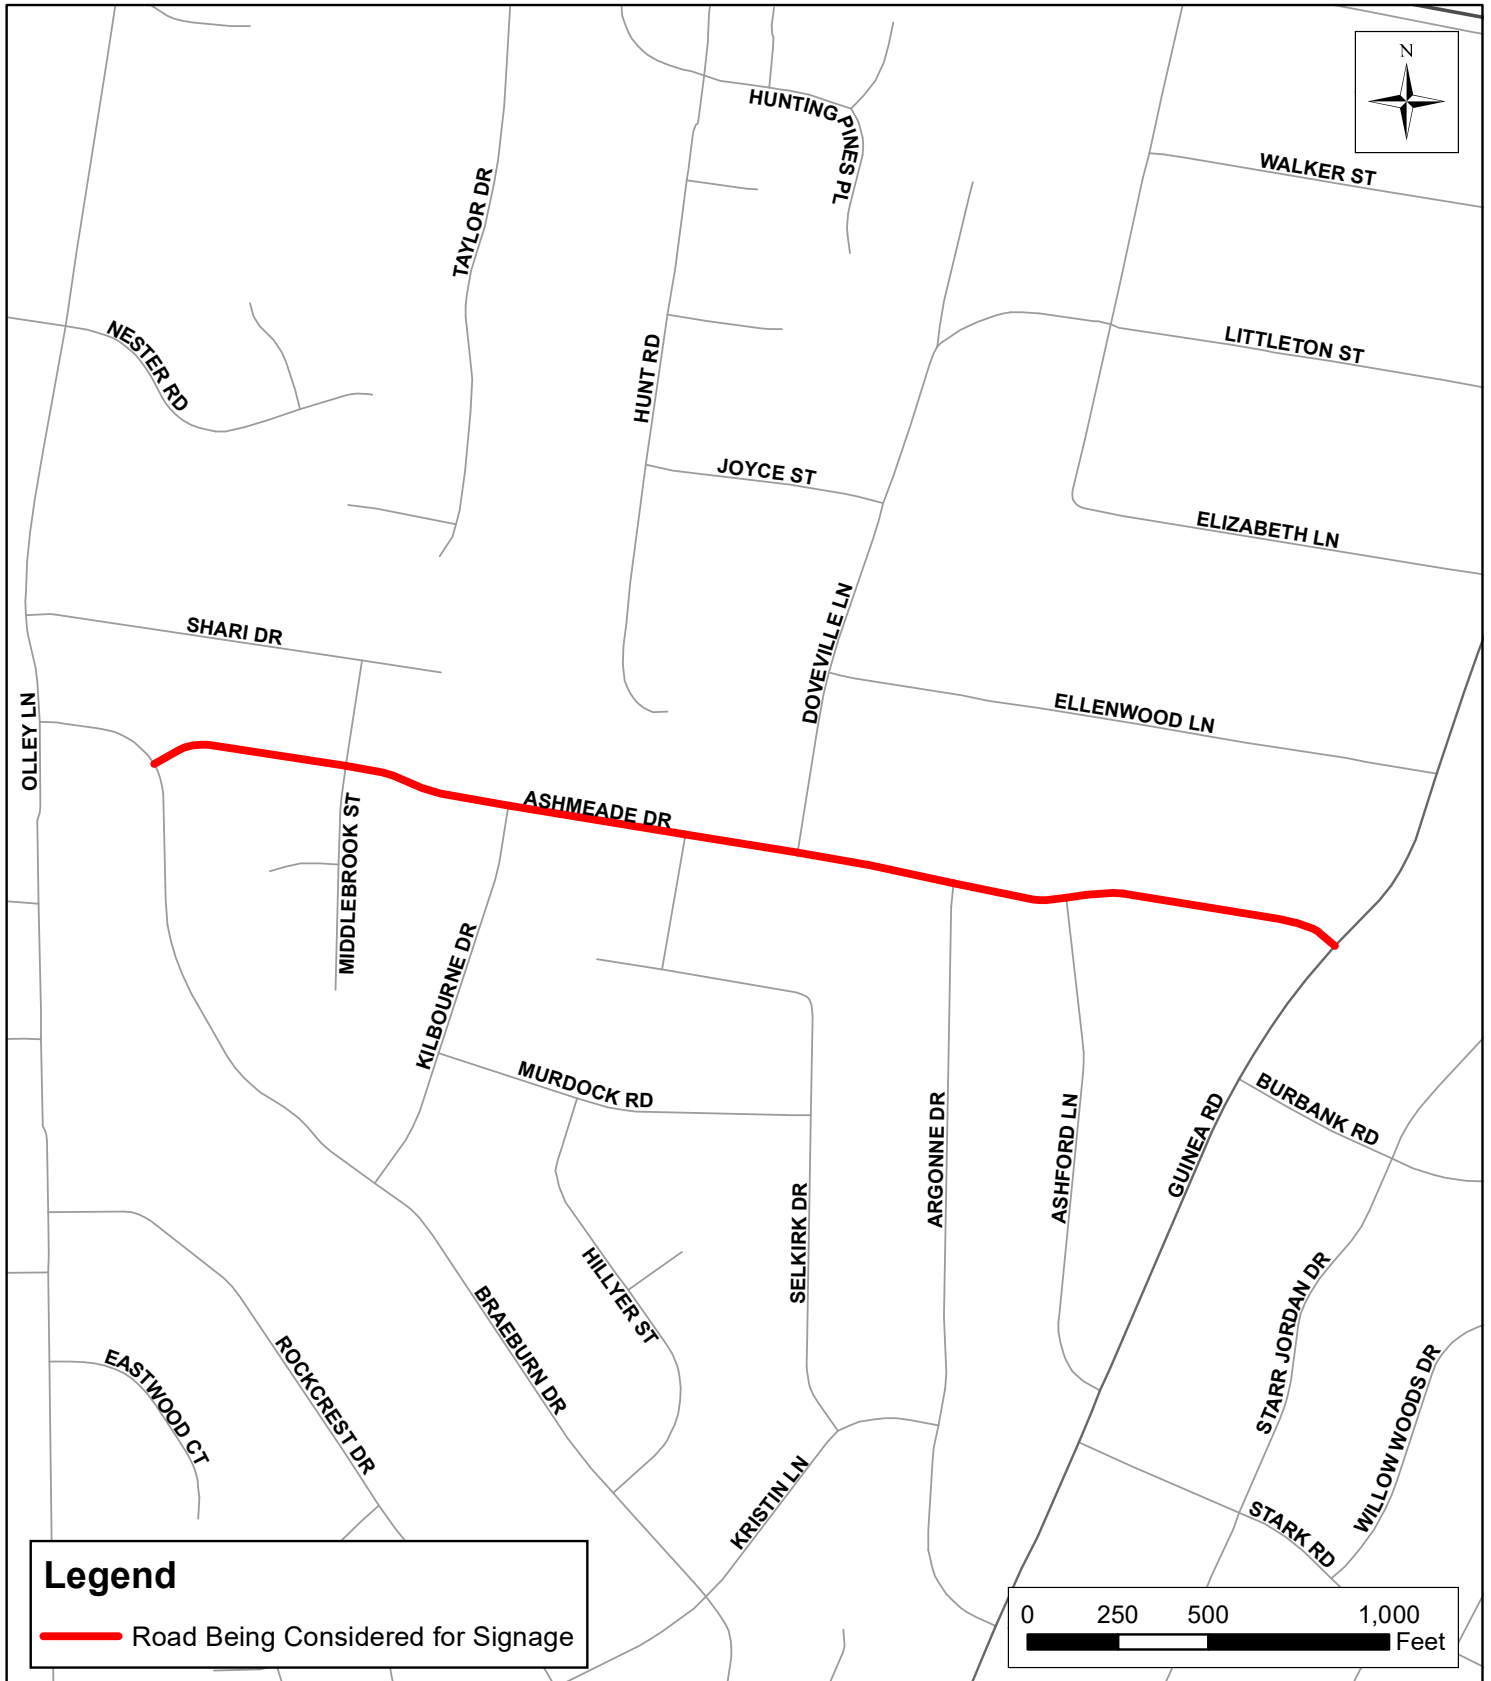 N
HUNTING PINES PL
WALKER ST
TAYLOR DR
NESTER RD
HUNT RD
LITTLETON ST
JOYCE ST
ELIZABETH LN
SHARI DR
DOVEVILLE LN
OLLEY LN
ELLENWOOD LN
ASHMEADE DR
MIDDLEBROOK ST
KILBOURNE DR
MURDOCK RD
ARGONNE DR
ASHFORD LN
GUINEA RD
BURBANK RD
SELKIRK DR
HILLYER ST
BRAEBURN DR
STARR JORDAN DR
ROCKCREST DR
EASTWOOD CT
WILLOW WOODS DR
KRISTIN LN
STARK RD
Legend
Road Being Considered for Signage
0 250 500 1,000
Feet